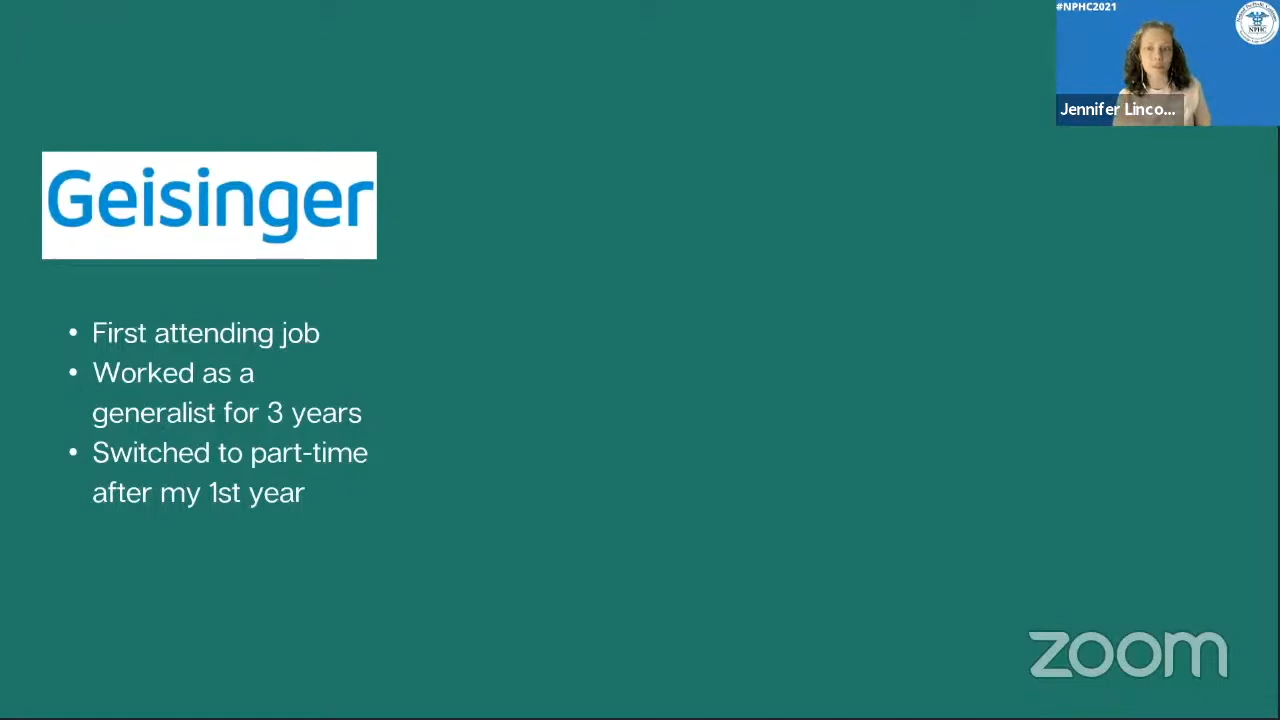 #NPHC2021
NPHC
Jennifer Linco...
Geisinger
• First attending job
• Worked as a
generalist for 3 years
• Switched to part-time
after my 1st year
zoom